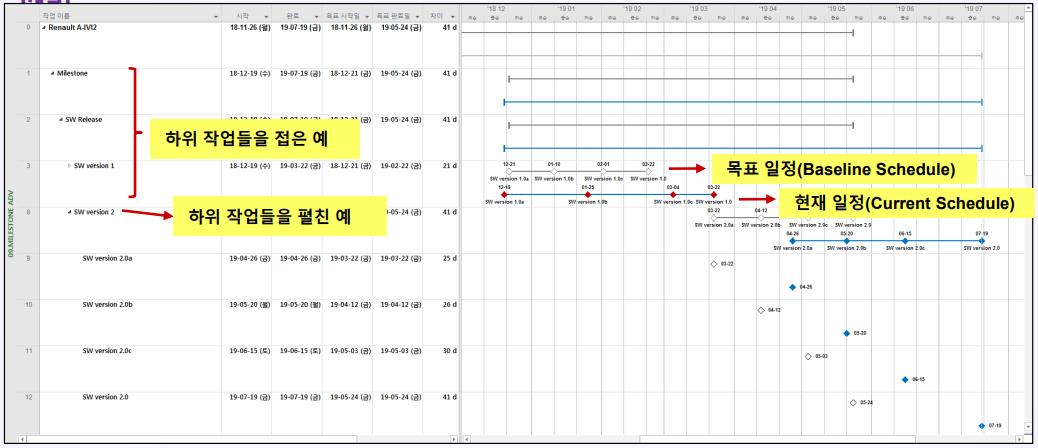 작업 이름 시작 완료 목표 시작일 목표 완료일 차이
'18 12 '19 01 '19 02 '19 03 '19 04 '19 05 '19 06 '19 07
0 Renault A-IVI2 18-11-26 (월) 19-07-19 (금) 18-11-26 (월) 19-05-24 (금) 41 d
1 Milestone 18-12-19 (수) 19-07-19 (금) 18-12-21 (금) 19-05-24 (금) 41 d
2 SW Release 18-12-19 (수) 19-07-19 (금) 18-12-21 (금) 19-05-24 (금) 41 d
하위 작업들을 접은 예
3 SW version 1 18-12-19 (수) 19-03-22 (금) 18-12-21 (금) 19-02-22 (금) 21 d
12-21 01-10 02-01 02-22
SW version 1.0a SW version 1.0b SW version 1.0c SW version 1.0
목표 일정(Baseline Schedule)
12-19 01-25 03-04 03-22
SW version 1.0a SW version 1.0b SW version 1.0c SW version 1.0
현재 일정(Current Schedule)
09.MILESTONE_ADV
8 SW version 2 19-05-24 (금) 41 d
하위 작업들을 펼친 예
03-22 04-12
SW version 2.0a SW version 2.0b SW version 2.0c SW version 2.0
04-26 05-20 06-15 07-19
SW version 2.0a SW version 2.0b SW version 2.0c SW version 2.0
9 SW version 2.0a 19-04-26 (금) 19-04-26 (금) 19-03-22 (금) 19-03-22 (금) 25 d
03-22
04-26
10 SW version 2.0b 19-05-20 (월) 19-05-20 (월) 19-04-12 (금) 19-04-12 (금) 26 d
04-12
05-20
11 SW version 2.0c 19-06-15 (토) 19-06-15 (토) 19-05-03 (금) 19-05-03 (금) 30 d
05-03
06-15
12 SW version 2.0 19-07-19 (금) 19-07-19 (금) 19-05-24 (금) 19-05-24 (금) 41 d
05-24
07-19